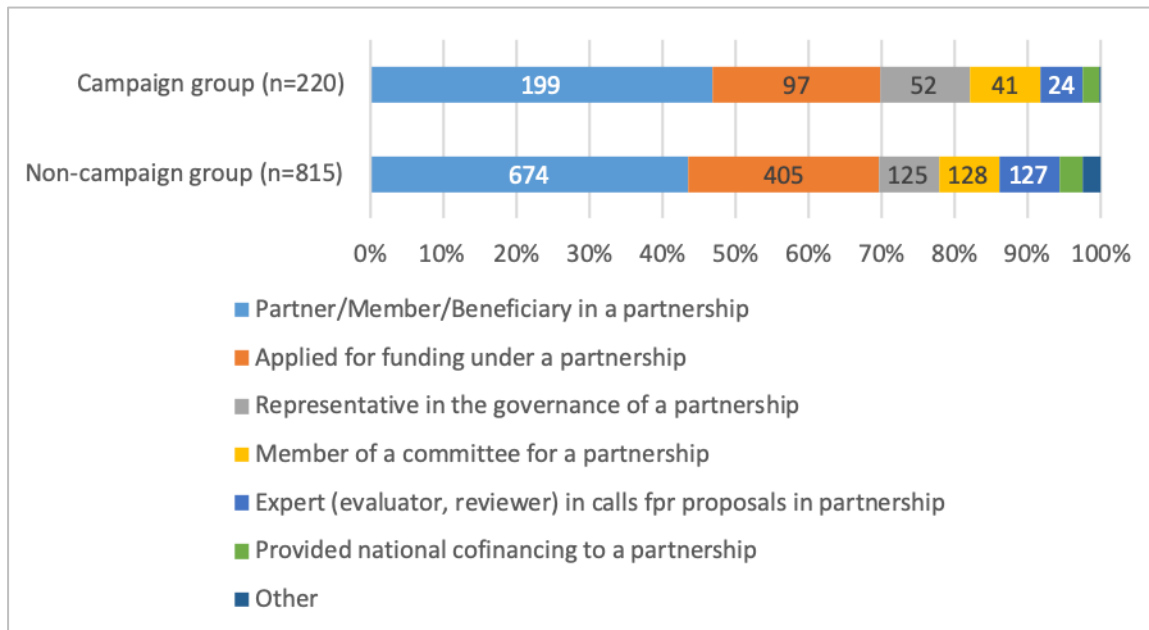 Campaign group (n=220)
199 97 52 41 24
Non-campaign group (n=815)
674 405 125 128 127
0% 10% 20% 30% 40% 50% 60% 70% 80% 90% 100%
Partner/Member/Beneficiary in a partnership
Applied for funding under a partnership
Representative in the governance of a partnership
Member of a committee for a partnership
Expert (evaluator, reviewer) in calls fpr proposals in partnership
Provided national cofinancing to a partnership
Other